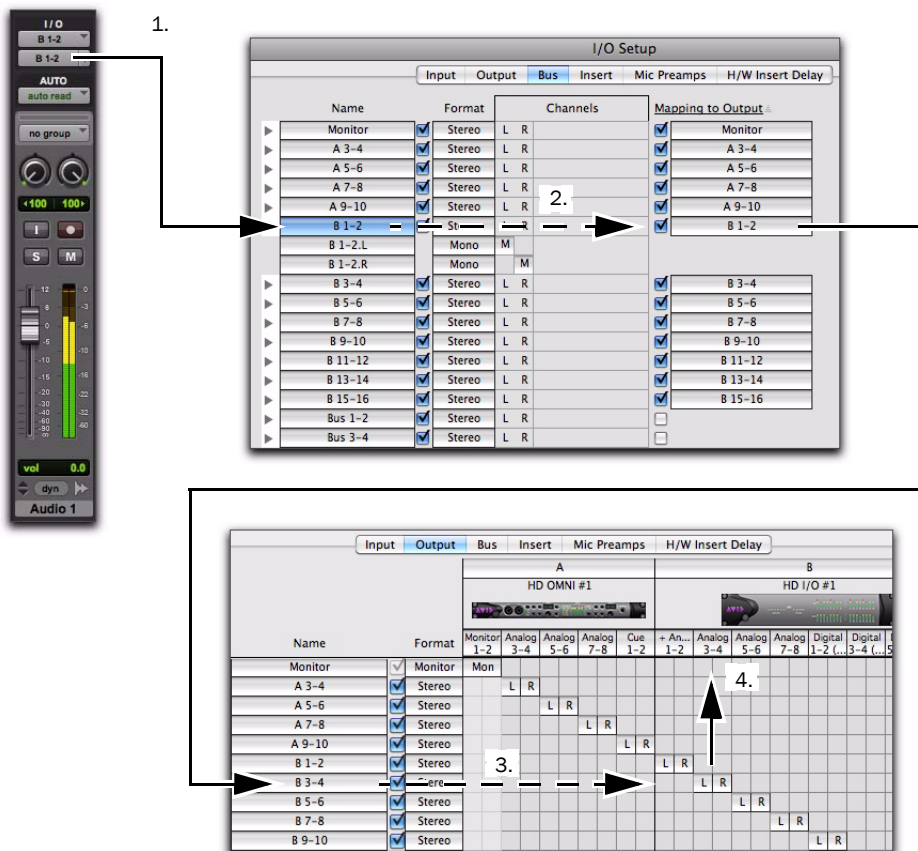 1.
I/O
B 1-2
B 1-2
AUTO
auto read
no group
100 100
I
S M
12 0
6 -3
0 -6
-5
-10 -10
-15 -16
-20 -22
-30
-40 -32
-60 -60
-90
∞
vol 0.0
dyn
Audio 1
I/O Setup
Input Output Bus Insert Mic Preamps H/W Insert Delay
Name Format Channels Mapping to Output
Monitor Stereo L R Monitor
A 3-4 Stereo L R A 3-4
A 5-6 Stereo L R A 5-6
A 7-8 Stereo L R A 7-8
A 9-10 Stereo L R 2. A 9-10
B 1-2 R B 1-2
B 1-2.L Mono M
B 1-2.R Mono M
B 3-4 Stereo L R B 3-4
B 5-6 Stereo L R B 5-6
B 7-8 Stereo L R B 7-8
B 9-10 Stereo L R B 9-10
B 11-12 Stereo L R B 11-12
B 13-14 Stereo L R B 13-14
B 15-16 Stereo L R B 15-16
Bus 1-2 Stereo L R
Bus 3-4 Stereo L R
Input Output Bus Insert Mic Preamps H/W Insert Delay
A B
HD OMNI #1 HD I/O #1
AVID AVID
Name Format
Monitor 1-2 Analog 3-4 Analog 5-6 Analog 7-8 Cue 1-2 + An... 1-2 Analog 3-4 Analog 5-6 Analog 7-8 Digital 1-2 (... Digital 3-4 (...
Monitor Monitor Mon
A 3-4 Stereo L R 4.
A 5-6 Stereo L R
A 7-8 Stereo L R
A 9-10 Stereo L R
B 1-2 Stereo 3. L R
B 3-4 L R
B 5-6 Stereo L R
B 7-8 Stereo L R
B 9-10 Stereo L R